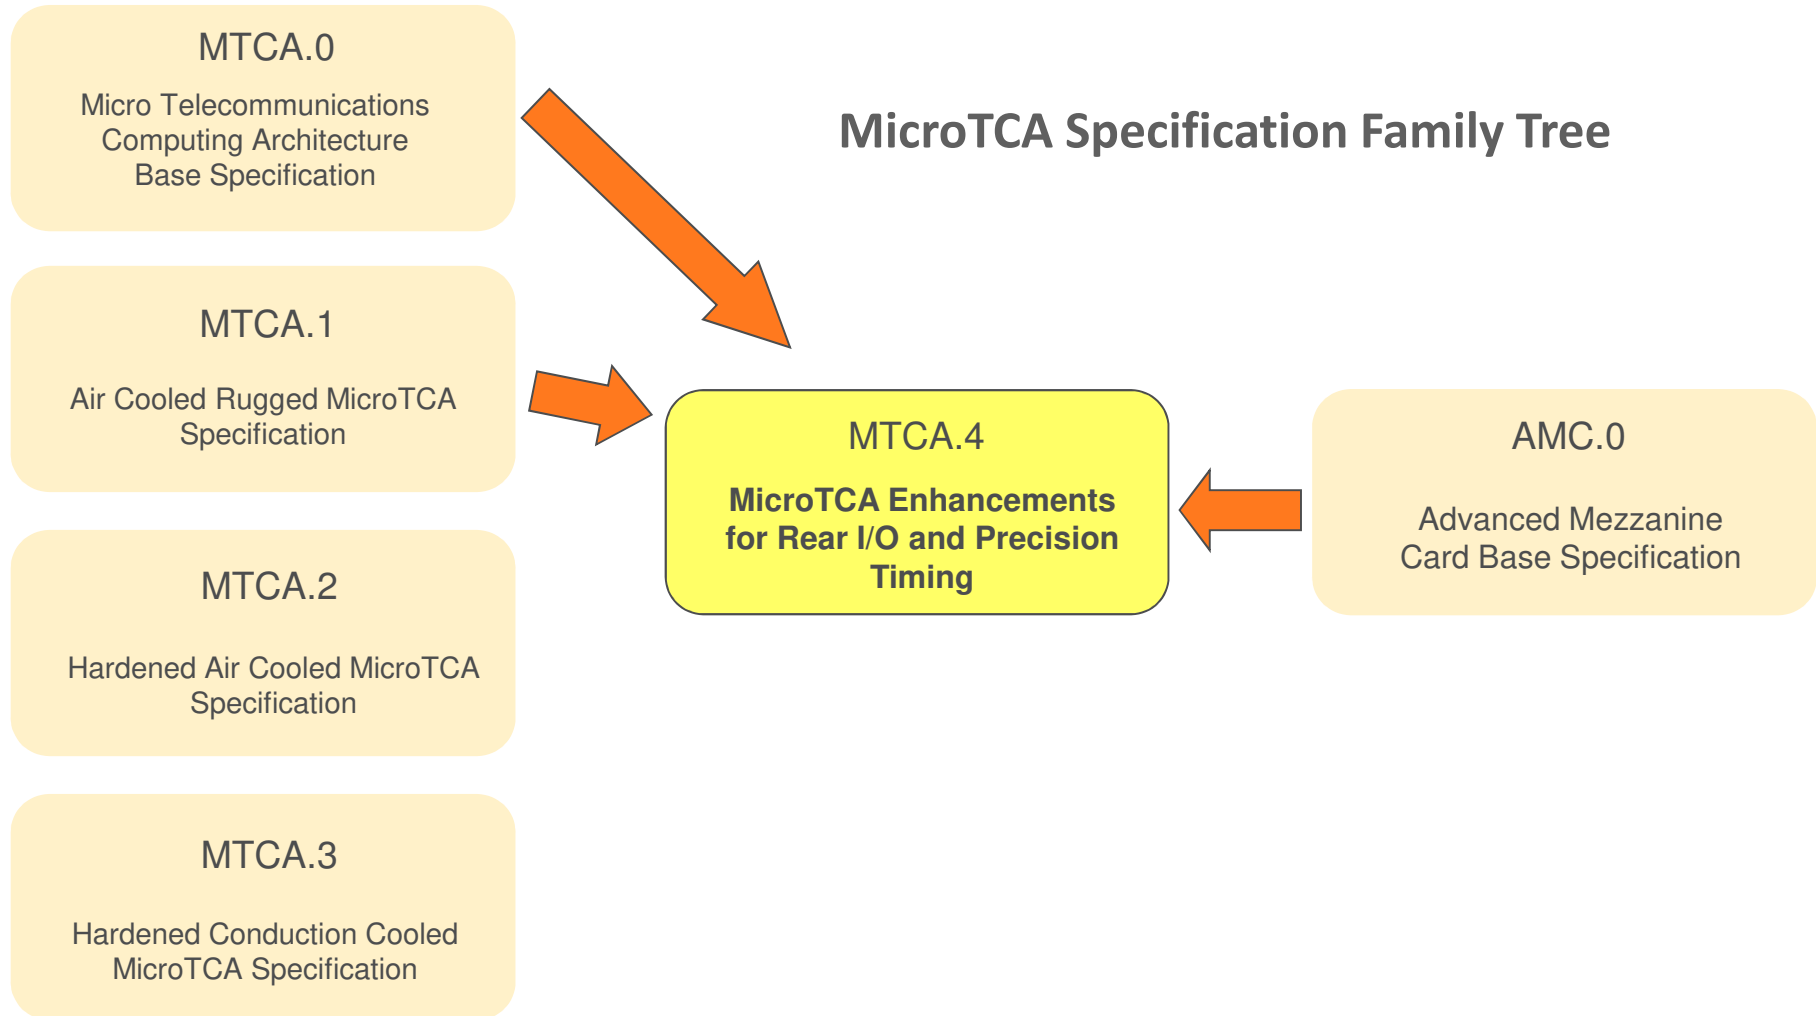 MTCA.0
Micro Telecommunications
Computing Architecture
Base Specification
MicroTCA Specification Family Tree
MTCA.1
Air Cooled Rugged MicroTCA
Specification
MTCA.4
MicroTCA Enhancements
for Rear I/O and Precision
Timing
AMC.0
Advanced Mezzanine
Card Base Specification
MTCA.2
Hardened Air Cooled MicroTCA
Specification
MTCA.3
Hardened Conduction Cooled
MicroTCA Specification